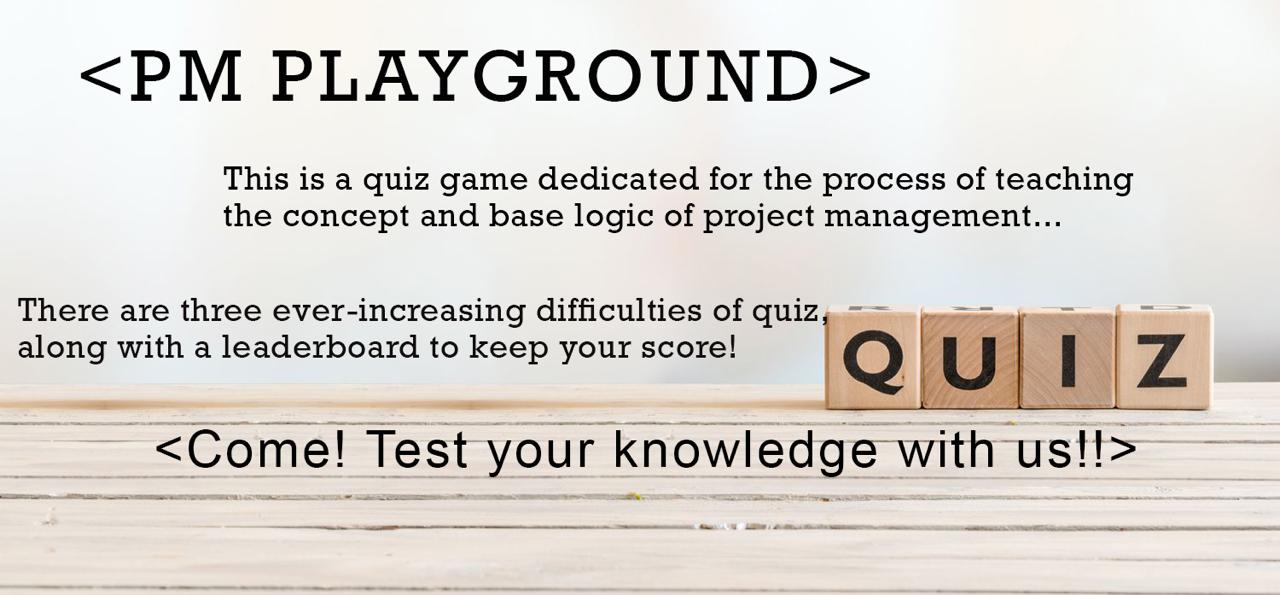 <PM PLAYGROUND>
This is a quiz game dedicated for the process of teaching
the concept and base logic of project management...
There are three ever-increasing difficulties of quiz,
along with a leaderboard to keep your score!
QUIZ
<Come! Test your knowledge with us!!>